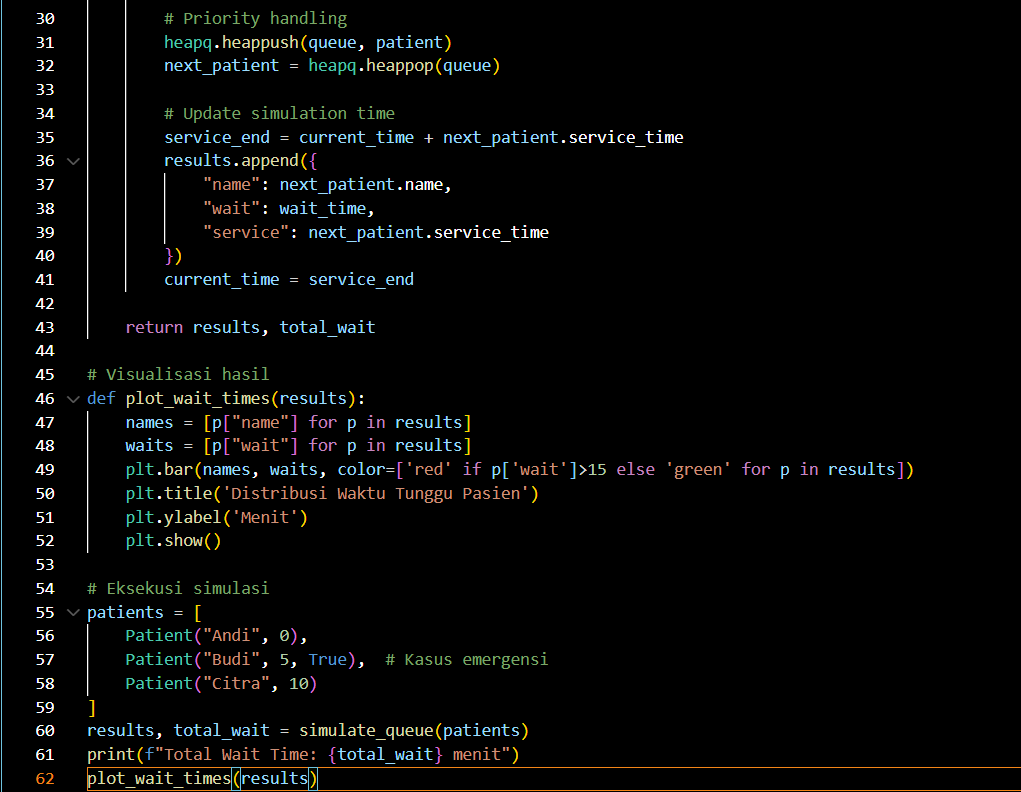 30 # Priority handling
31 heapq.heappush(queue, patient)
32 next_patient = heapq.heappop(queue)
33
34 # Update simulation time
35 service_end = current_time + next_patient.service_time
36 results.append({
37 "name": next_patient.name,
38 "wait": wait_time,
39 "service": next_patient.service_time
40 })
41 current_time = service_end
42
43 return results, total_wait
44
45 # Visualisasi hasil
46 def plot_wait_times(results):
47 names = [p["name"] for p in results]
48 waits = [p["wait"] for p in results]
49 plt.bar(names, waits, color=['red' if p['wait']>15 else 'green' for p in results])
50 plt.title('Distribusi Waktu Tunggu Pasien')
51 plt.ylabel('Menit')
52 plt.show()
53
54 # Eksekusi simulasi
55 patients = [
56 Patient("Andi", 0),
57 Patient("Budi", 5, True), # Kasus emergensi
58 Patient("Citra", 10)
59 ]
60 results, total_wait = simulate_queue(patients)
61 print(f"Total Wait Time: {total_wait} menit")
62 plot_wait_times(results)